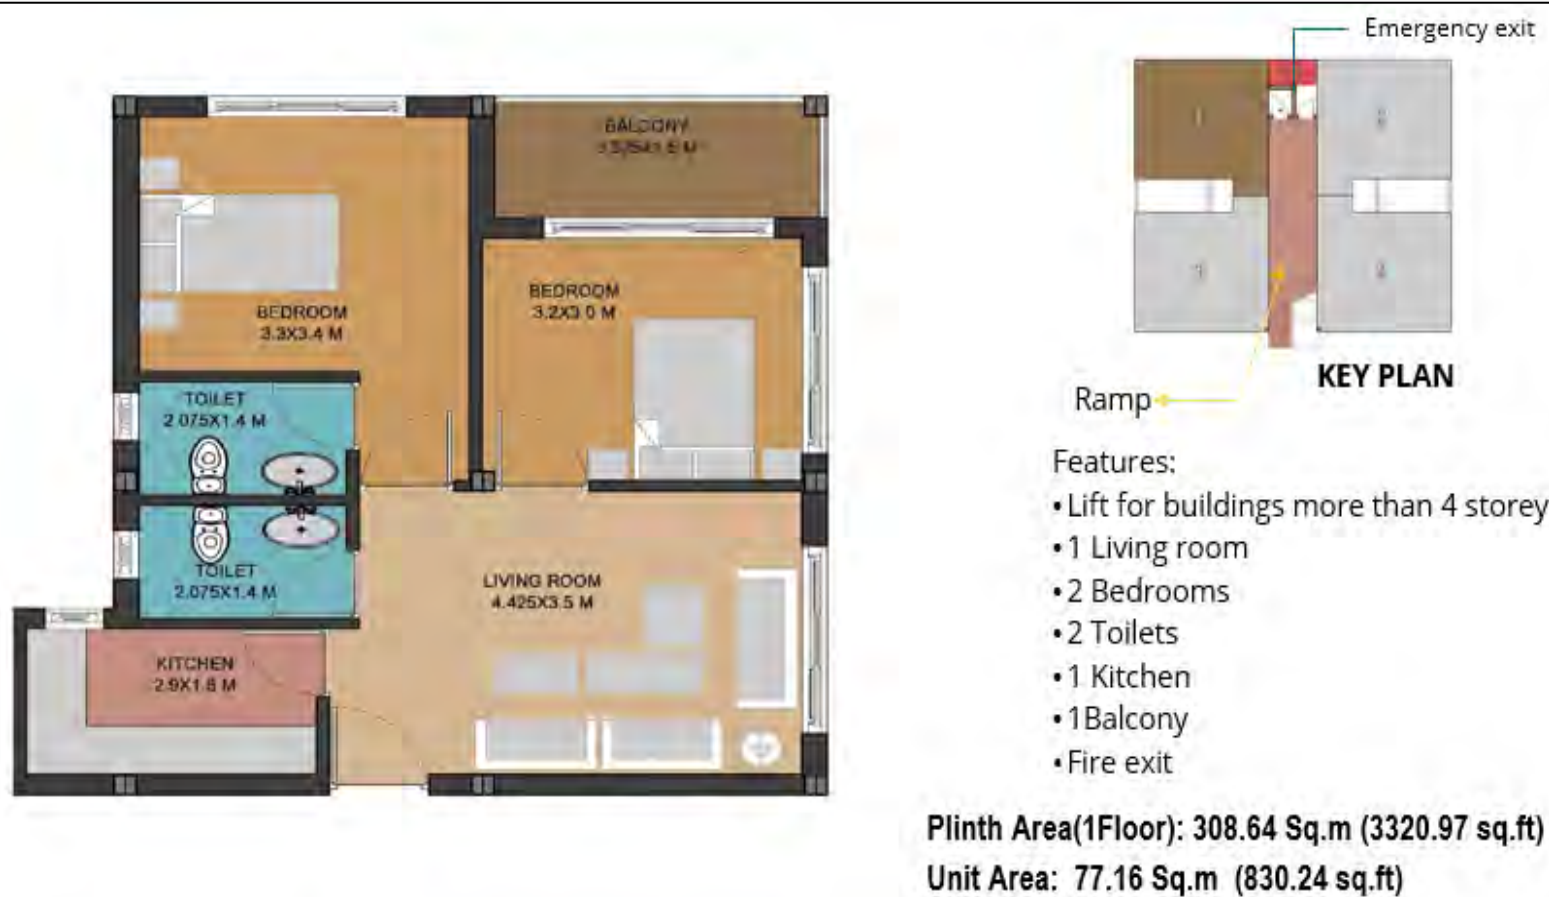 Emergency exit
BALCONY
BEDROOM
3.3X3.4 M
BEDROOM
3.2X3.0 M
TOILET
2.075X1.4 M
TOILET
2.075X1.4 M
LIVING ROOM
4.425X3.5 M
KITCHEN
2.9X1.8 M
1
KEY PLAN
Ramp
Features:
•Lift for buildings more than 4 storey
•1 Living room
•2 Bedrooms
•2 Toilets
•1 Kitchen
•1Balcony
•Fire exit
Plinth Area(1Floor): 308.64 Sq.m (3320.97 sq.ft)
Unit Area: 77.16 Sq.m (830.24 sq.ft)